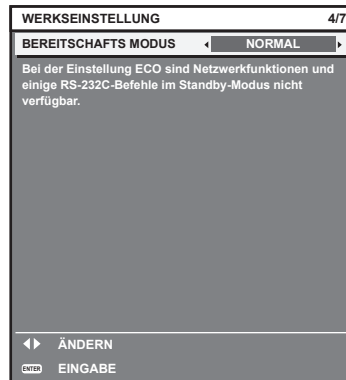 WERKSEINSTELLUNG 4/7
BEREITSCHAFTS MODUS NORMAL
Bei der Einstellung ECO sind Netzwerkfunktionen und
einige RS-232C-Befehle im Standby-Modus nicht
verfügbar.
ÄNDERN
ENTER EINGABE